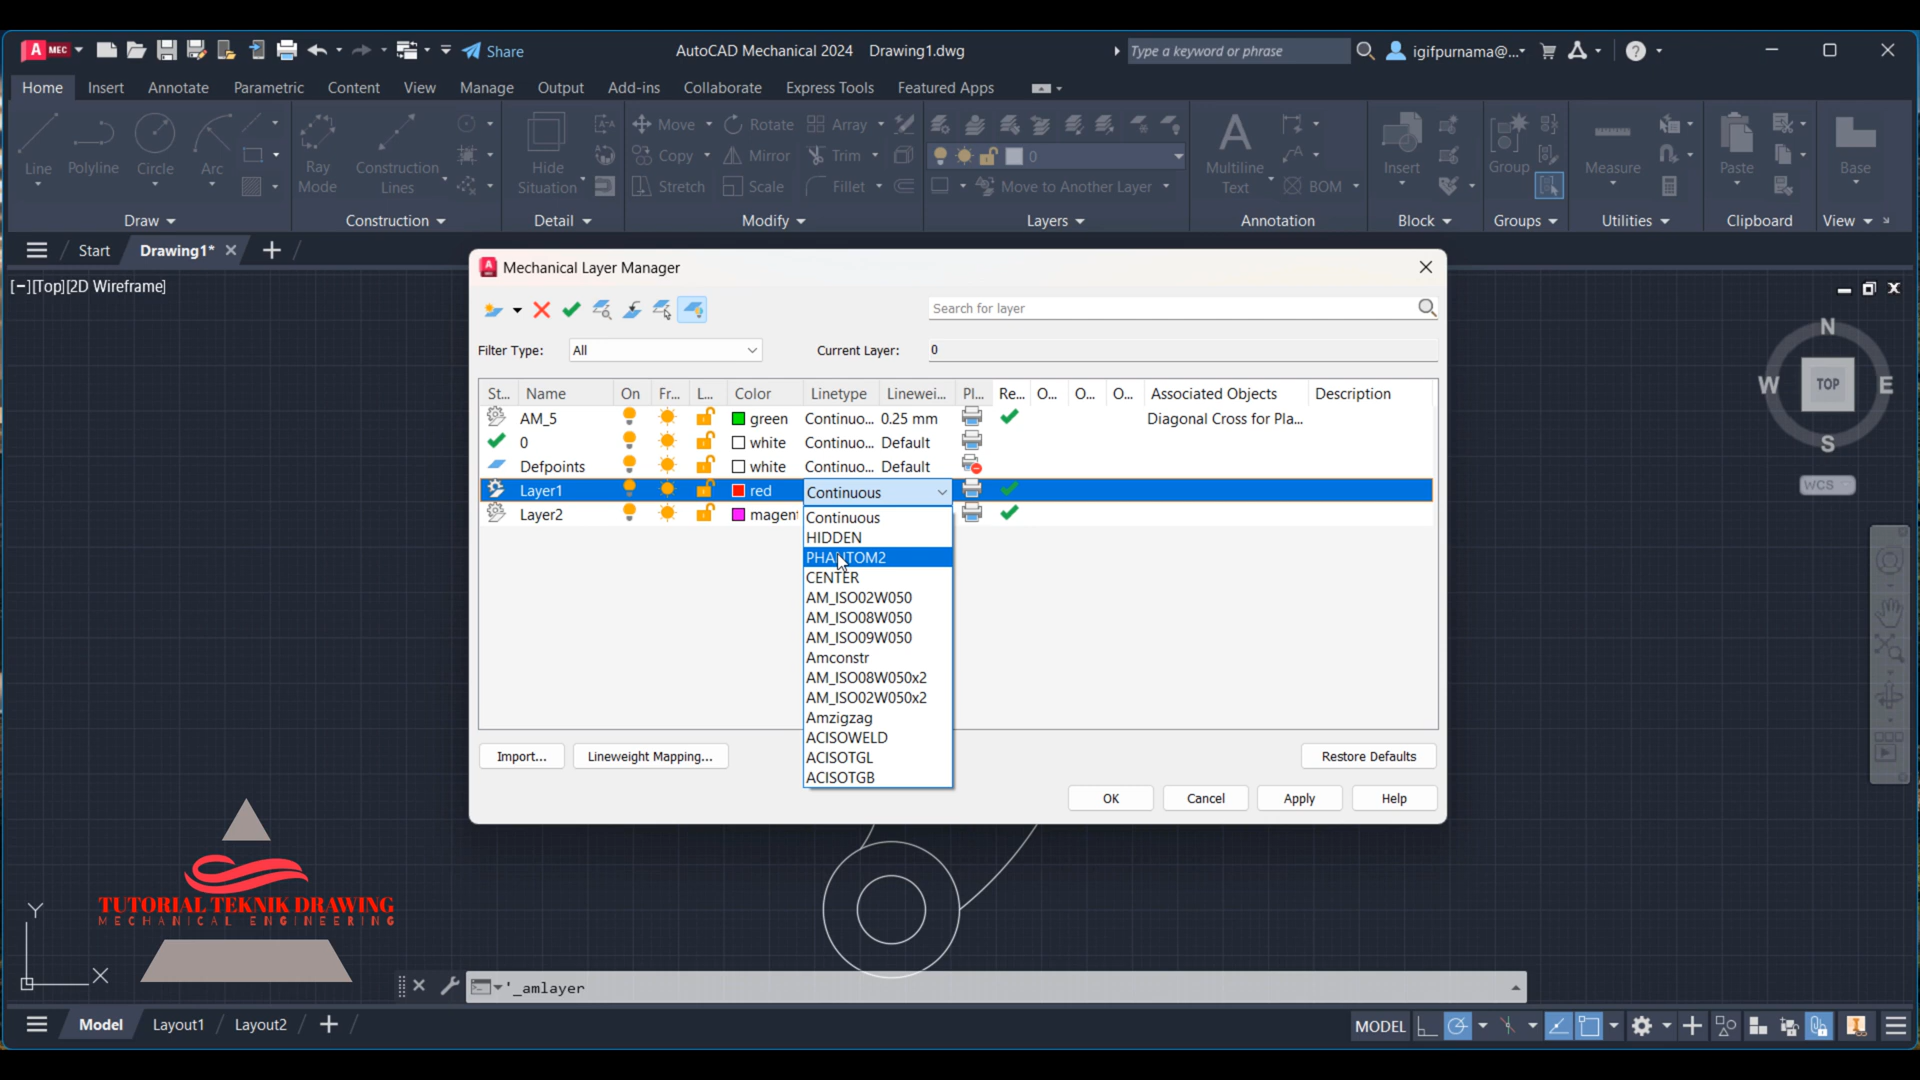 MEC
Share
AutoCAD Mechanical 2024 Drawing1.dwg
Type a keyword or phrase
igifpurnama@...
Home Insert Annotate Parametric Content View Manage Output Add-ins Collaborate Express Tools Featured Apps
Line
Polyline
Circle
Arc
Ray
Mode
Construction
Lines
Hide
Situation
Move Rotate Array
Copy Mirror Trim
Stretch Scale Fillet
0
Move to Another Layer
Multiline
Text
BOM
Insert
Group
Measure
Paste
Base
Draw Construction Detail Modify Layers Annotation Block Groups Utilities Clipboard View
Start Drawing1*
[−][Top][2D Wireframe]
Mechanical Layer Manager
Search for layer
Filter Type: All Current Layer: 0
St... Name On Fr... L... Color Linetype Linewei... Pl... Re... O... O... O... Associated Objects Description
AM_5 green Continuo... 0.25 mm Diagonal Cross for Pla...
0 white Continuo... Default
Defpoints white Continuo... Default
Layer1 red Continuous
Layer2 magent
Continuous
HIDDEN
PHANTOM2
CENTER
AM_ISO02W050
AM_ISO08W050
AM_ISO09W050
Amconstr
AM_ISO08W050x2
AM_ISO02W050x2
Amzigzag
ACISOWELD
ACISOTGL
ACISOTGB
Import... Lineweight Mapping... Restore Defaults
OK Cancel Apply Help
N
W TOP E
S
WCS
TUTORIAL TEKNIK DRAWING
MECHANICAL ENGINEERING
Y
X
'_amlayer
Model Layout1 Layout2
MODEL